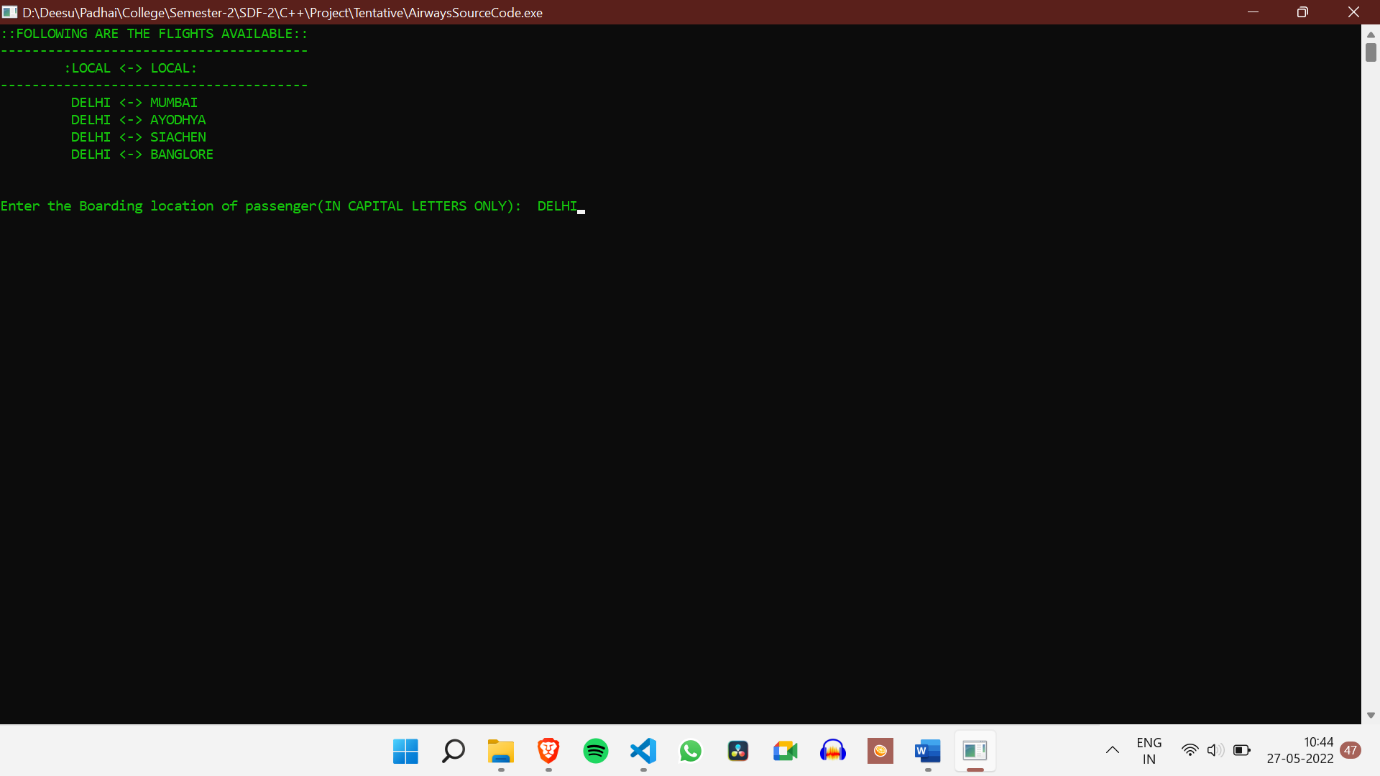 D:\Deesu\Padhai\College\Semester-2\SDF-2\C++\Project\Tentative\AirwaysSourceCode.exe
::FOLLOWING ARE THE FLIGHTS AVAILABLE::
---------------------------------------
:LOCAL <-> LOCAL:
---------------------------------------
DELHI <-> MUMBAI
DELHI <-> AYODHYA
DELHI <-> SIACHEN
DELHI <-> BANGLORE
Enter the Boarding location of passenger(IN CAPITAL LETTERS ONLY):  DELHI
W
ENG
IN
10:44
27-05-2022
47